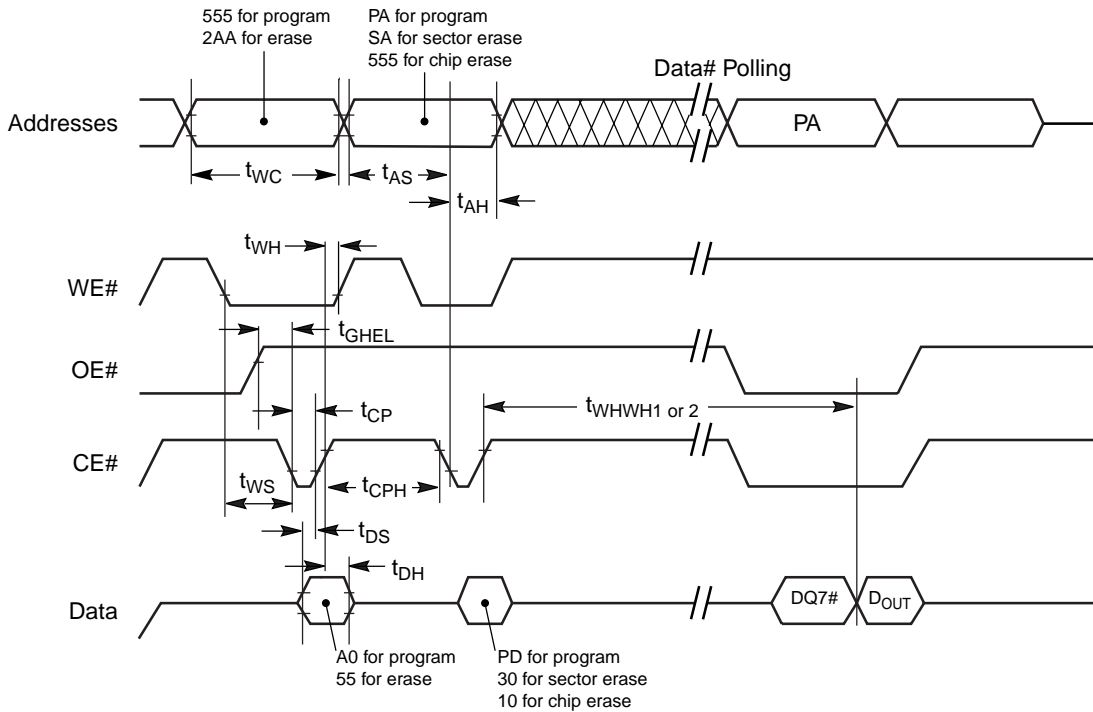 555 for program
2AA for erase
PA for program
SA for sector erase
555 for chip erase
Data# Polling
Addresses
PA
tWC
tAS
tAH
tWH
WE#
tGHEL
OE#
tCP
tWHWH1 or 2
CE#
tWS
tCPH
tDS
tDH
Data
DQ7#
DOUT
A0 for program
55 for erase
PD for program
30 for sector erase
10 for chip erase